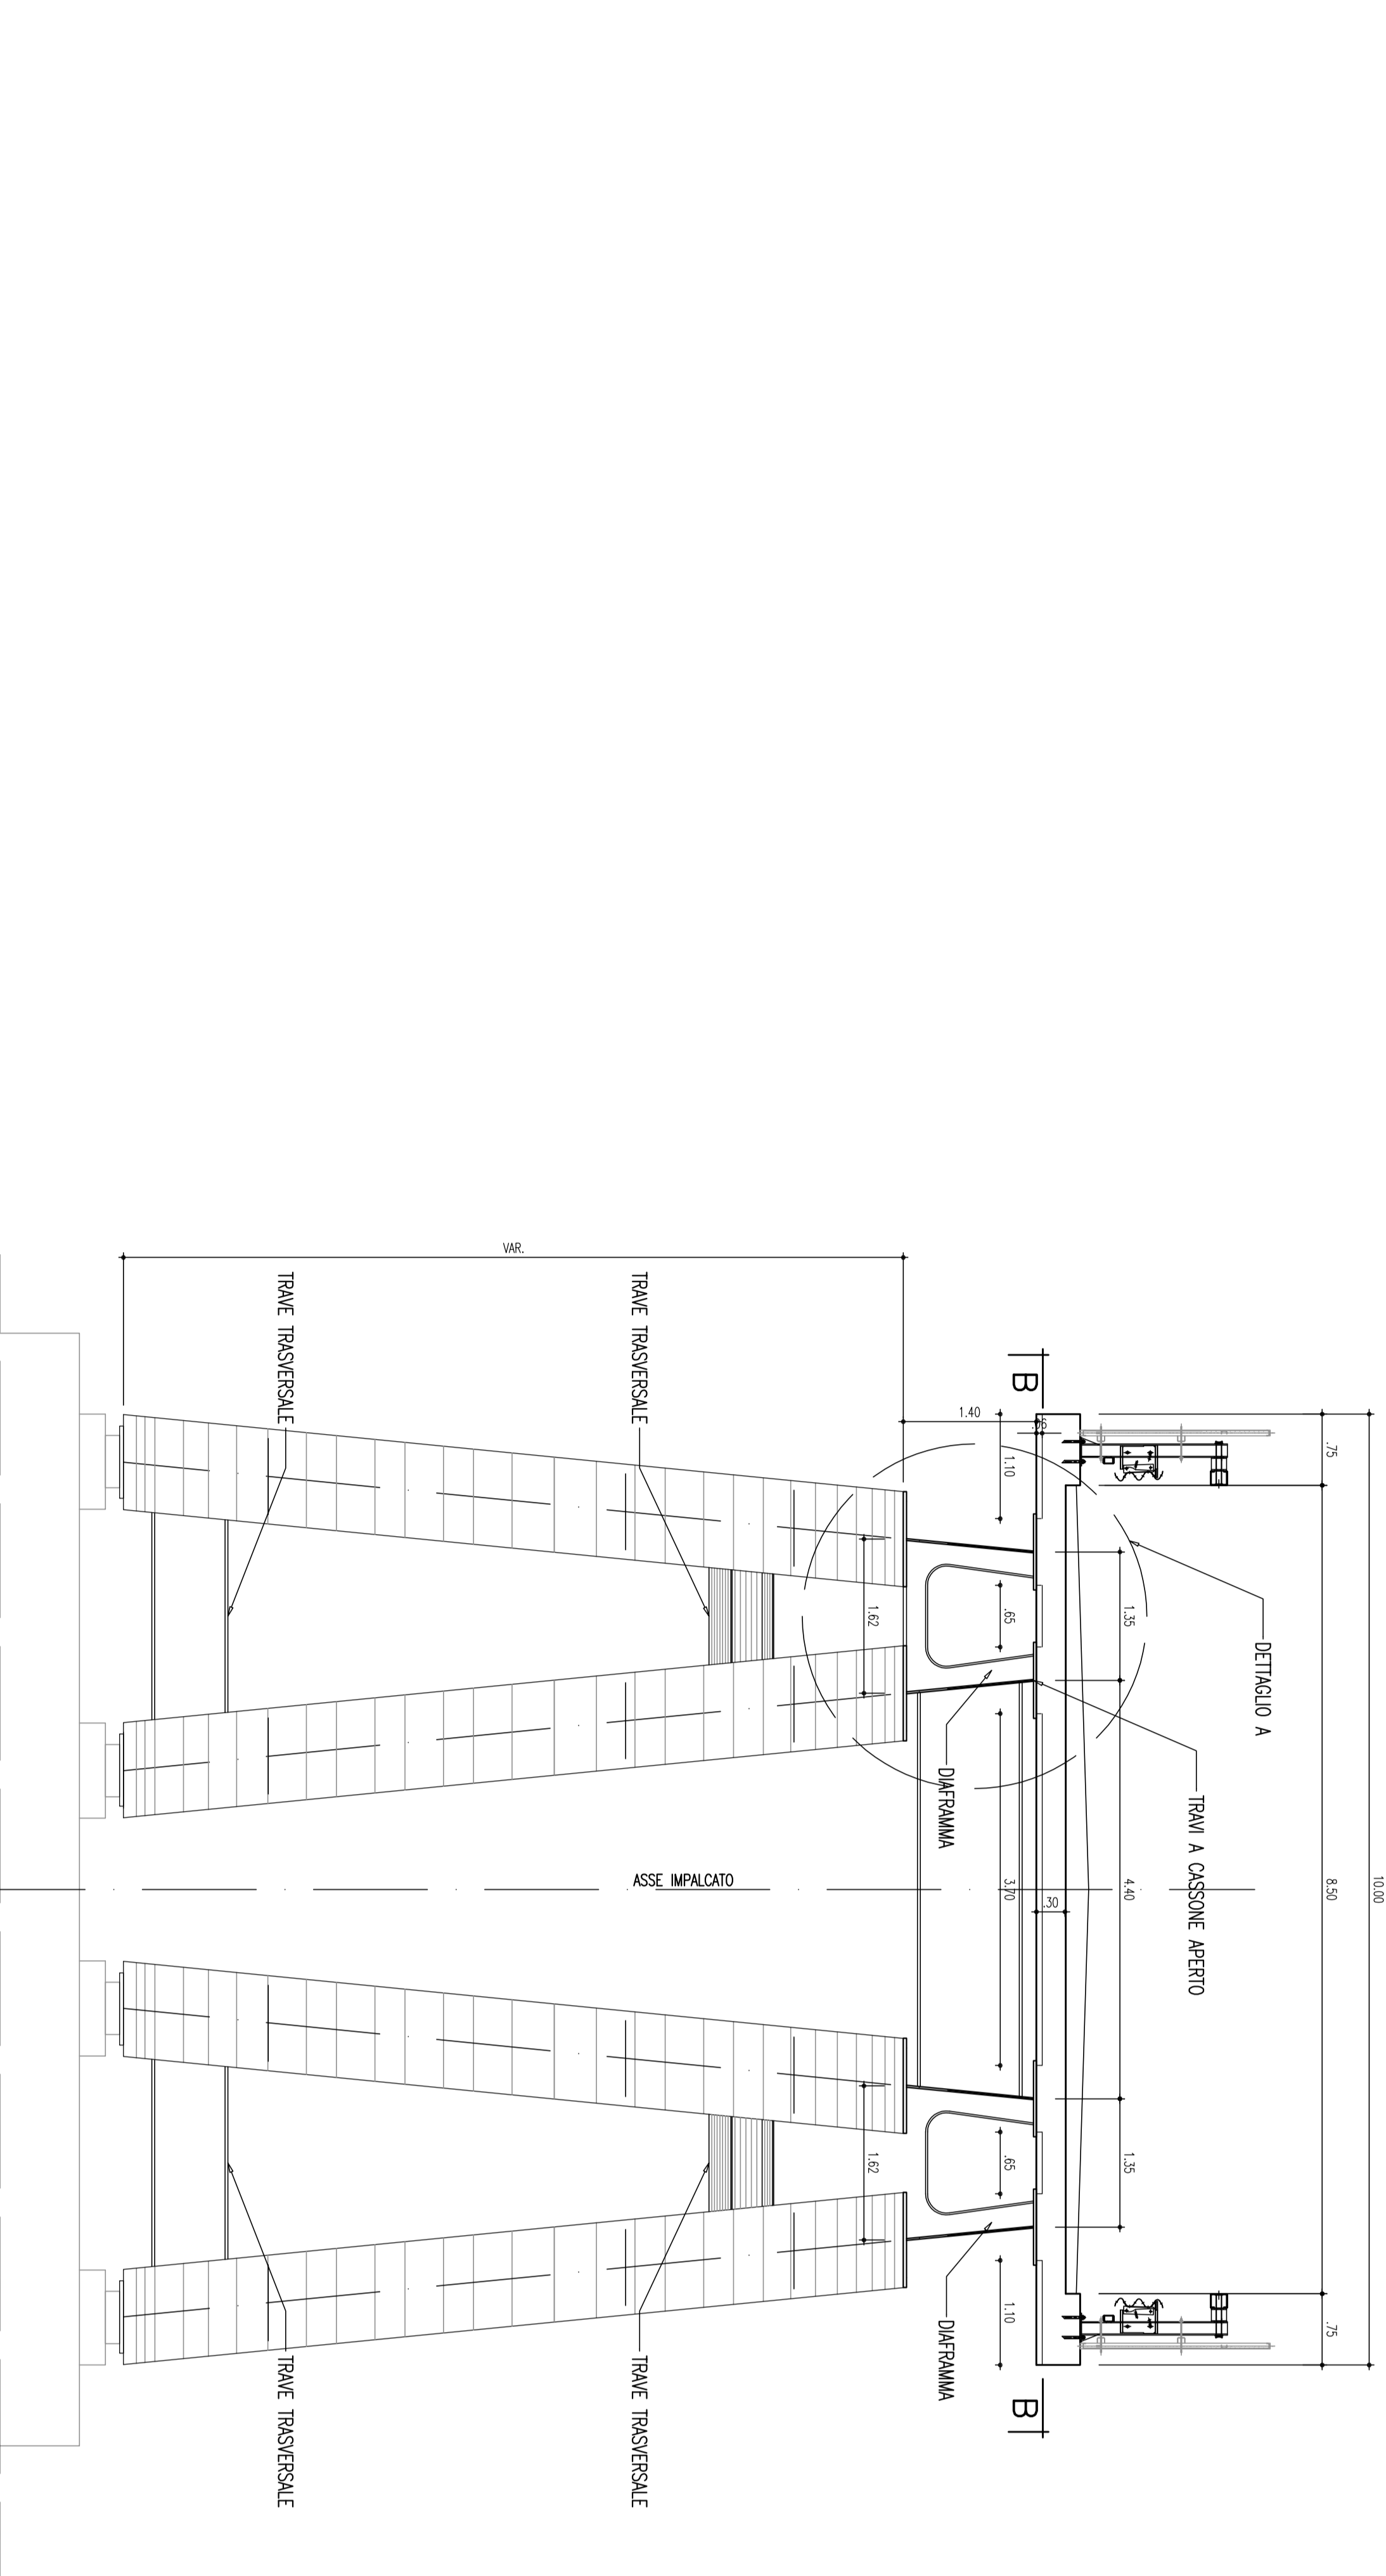 10.00
.75
8.50
.75
DETTAGLIO A
TRAVI A CASSONE APERTO
1.35
4.40
1.35
.30
B
B
.06
1.40
1.10
.65
3.70
.65
1.10
DIAFRAMMA
DIAFRAMMA
1.62
1.62
ASSE IMPALCATO
TRAVE TRASVERSALE
TRAVE TRASVERSALE
VAR.
TRAVE TRASVERSALE
TRAVE TRASVERSALE